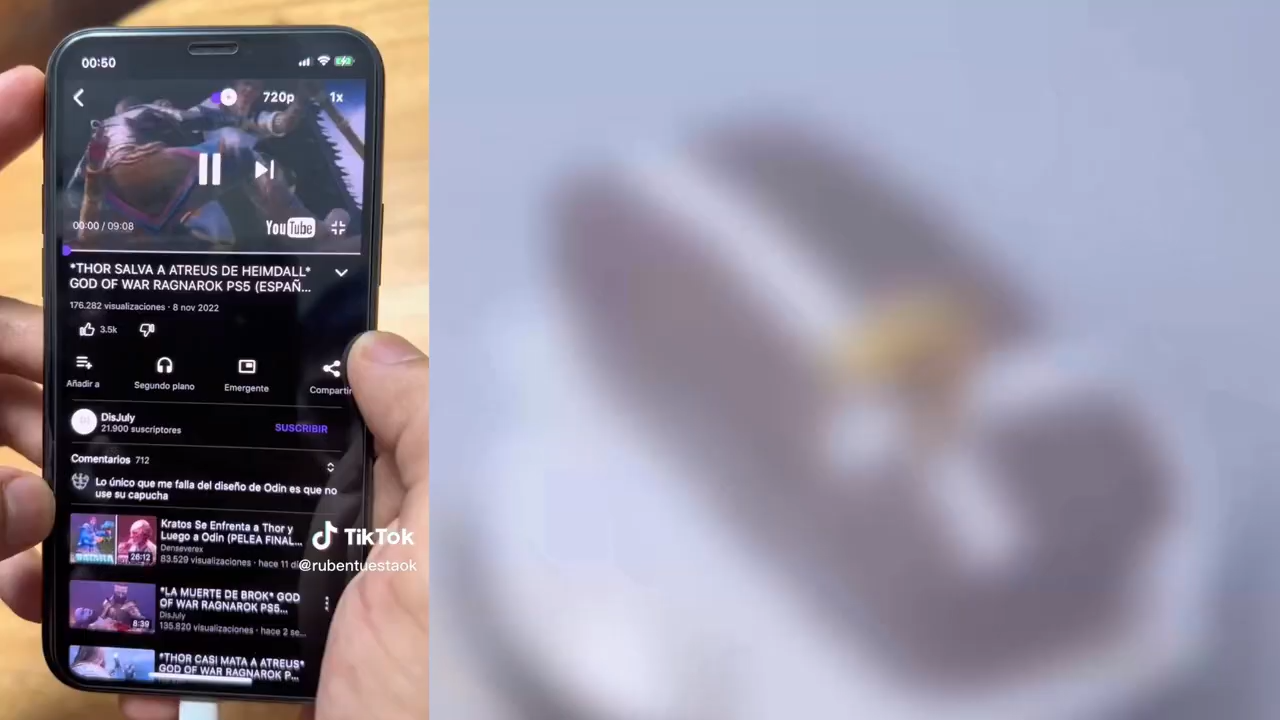 00:50
720p
1x
00:00 / 09:08
YouTube
*THOR SALVA A ATREUS DE HEIMDALL*
GOD OF WAR RAGNAROK PS5 (ESPAÑ...
176.282 visualizaciones · 8 nov 2022
3.5k
Añadir a
Segundo plano
Emergente
Compartir
DisJuly
21.900 suscriptores
SUSCRIBIR
Comentarios 712
Lo único que me falla del diseño de Odin es que no
use su capucha
Kratos Se Enfrenta a Thor y
Luego a Odin (PELEA FINAL...
Denseverex
83.529 visualizaciones · hace 11 di
26:12
TikTok
@rubentuestaok
*LA MUERTE DE BROK* GOD
OF WAR RAGNAROK PS5...
DisJuly
135.820 visualizaciones · hace 2 se...
8:39
*THOR CASI MATA A ATREUS*
GOD OF WAR RAGNAROK P...